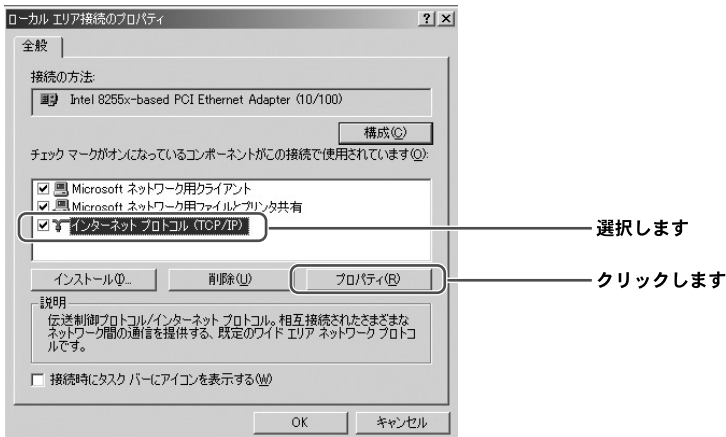 ローカル エリア接続のプロパティ
? ×
全般
接続の方法:
Intel 8255x-based PCI Ethernet Adapter (10/100)
構成(C)
チェック マークがオンになっているコンポーネントがこの接続で使用されています(O):
Microsoft ネットワーク用クライアント
Microsoft ネットワーク用ファイルとプリンタ共有
インターネット プロトコル (TCP/IP)
選択します
インストール(I)...
削除(U)
プロパティ(R)
クリックします
説明
伝送制御プロトコル/インターネット プロトコル。相互接続されたさまざまな
ネットワーク間の通信を提供する、既定のワイド エリア ネットワーク プロトコ
ルです。
接続時にタスク バーにアイコンを表示する(W)
OK
キャンセル